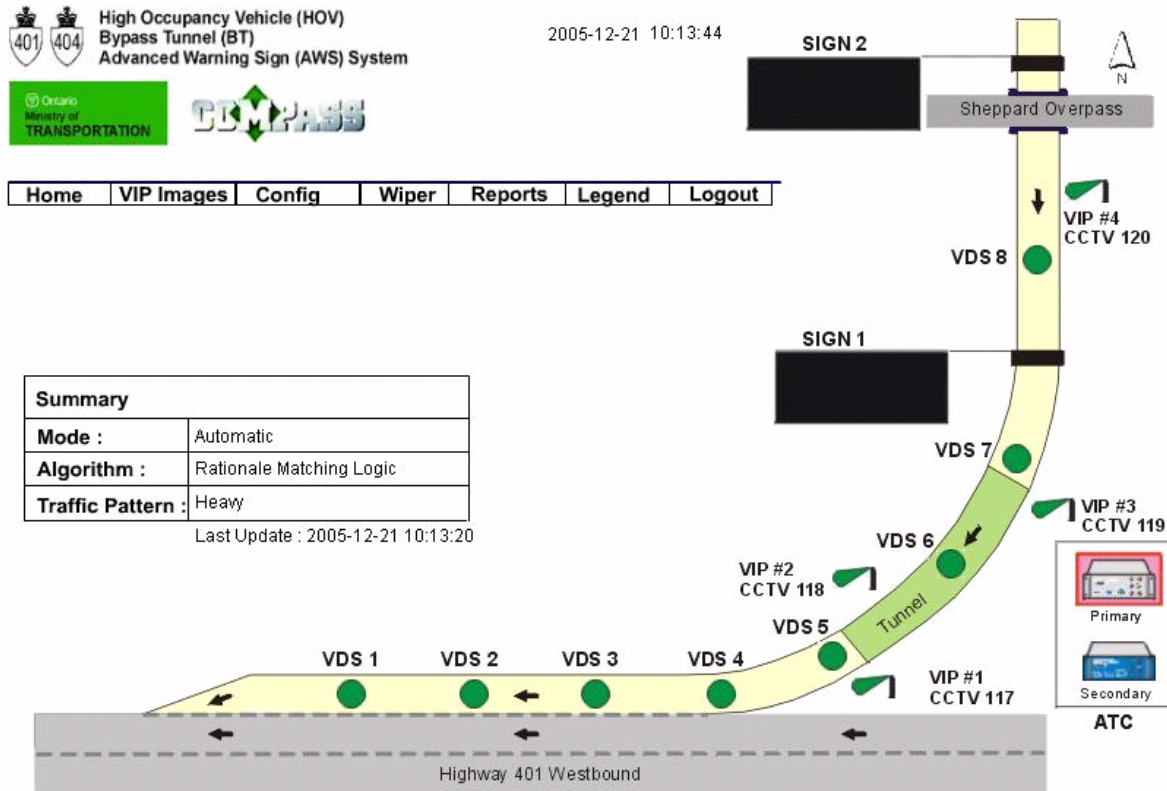 401 404
High Occupancy Vehicle (HOV)
Bypass Tunnel (BT)
Advanced Warning Sign (AWS) System
2005-12-21 10:13:44
Ontario
Ministry of
TRANSPORTATION
COMPASS
Home VIP Images Config Wiper Reports Legend Logout
SIGN 2
N
Sheppard Overpass
VIP #4
CCTV 120
VDS 8
SIGN 1
Summary
Mode : Automatic
Algorithm : Rationale Matching Logic
Traffic Pattern : Heavy
Last Update : 2005-12-21 10:13:20
VDS 7
VIP #3
CCTV 119
VDS 6
VIP #2
CCTV 118
Tunnel
Primary
VDS 5
VDS 1 VDS 2 VDS 3 VDS 4
VIP #1
CCTV 117
Secondary
ATC
Highway 401 Westbound